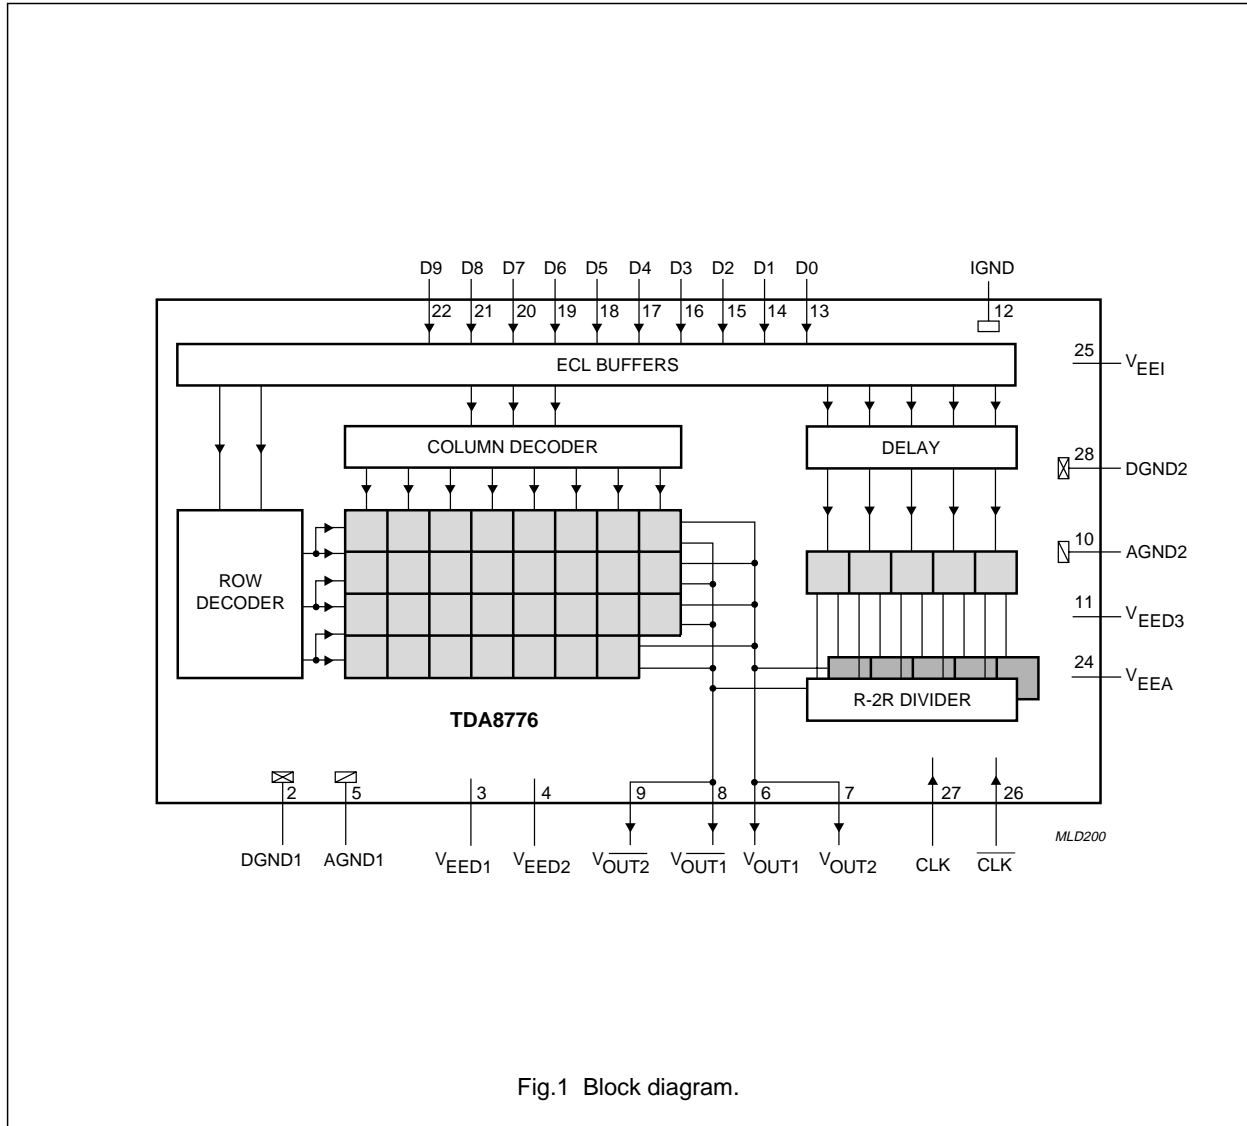 D9 D8 D7 D6 D5 D4 D3 D2 D1 D0 IGND
22 21 20 19 18 17 16 15 14 13 12
ECL BUFFERS
25 VEEI
COLUMN DECODER
DELAY
28 DGND2
10 AGND2
ROW
DECODER
11 VEED3
24 VEEA
R-2R DIVIDER
TDA8776
2 5 3 4 9 8 6 7 27 26
MLD200
DGND1 AGND1 VEED1 VEED2 VOUT2 VOUT1 VOUT1 VOUT2 CLK CLK
Fig.1 Block diagram.